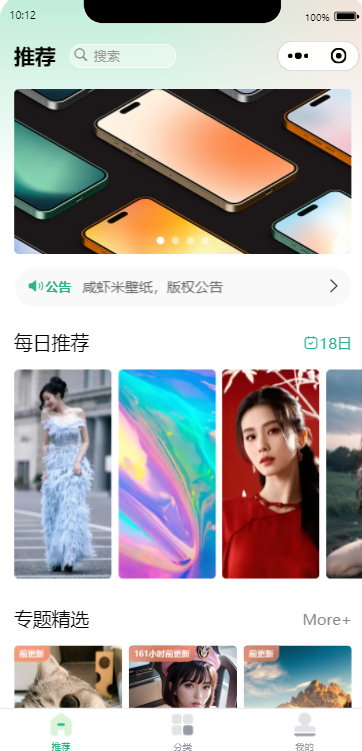 10:12
100%
推荐
搜索
公告 咸虾米壁纸，版权公告
每日推荐
18日
专题精选
More+
前更新
161小时前更新
前更新
推荐
分类
我的